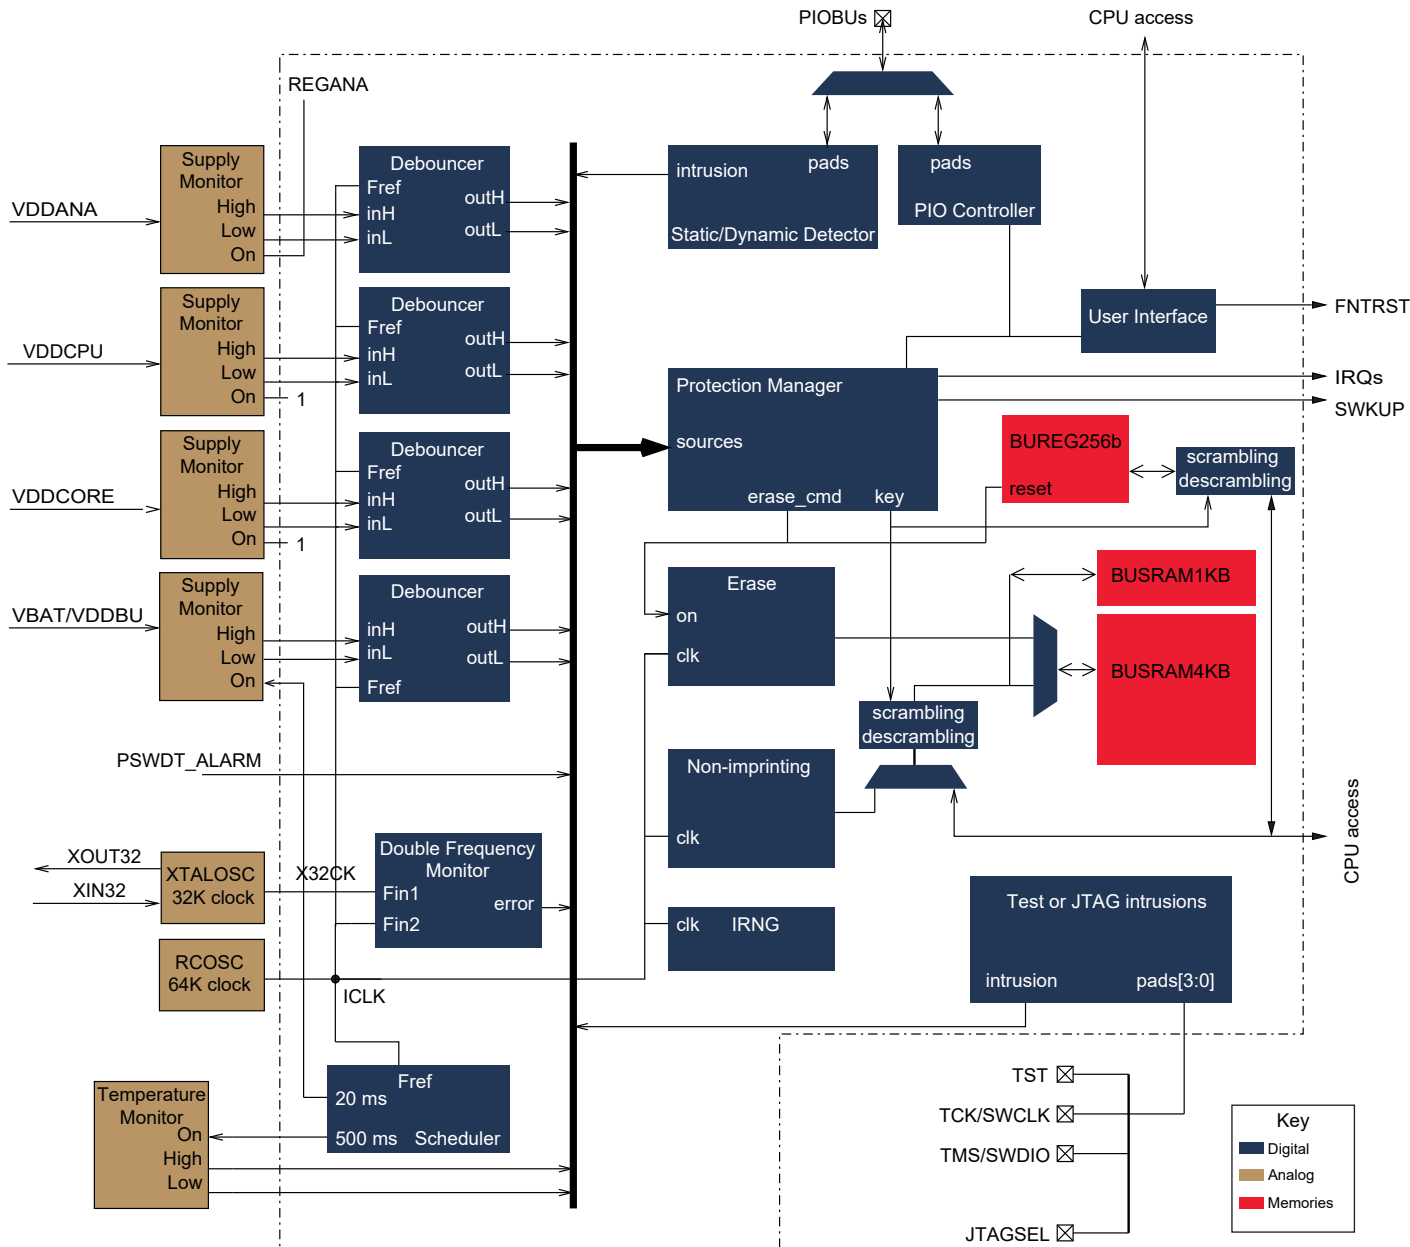 PIOBUs
CPU access
REGANA
VDDANA
Supply
Monitor
High
Low
On
Debouncer
Fref
inH
inL
outH
outL
intrusion
pads
Static/Dynamic Detector
pads
PIO Controller
VDDCPU
Supply
Monitor
High
Low
On
1
Debouncer
Fref
inH
inL
outH
outL
User Interface
FNTRST
IRQs
SWKUP
Protection Manager
sources
erase_cmd
key
BUREG256b
reset
scrambling
descrambling
VDDCORE
Supply
Monitor
High
Low
On
1
Debouncer
Fref
inH
inL
outH
outL
VBAT/VDDBU
Supply
Monitor
High
Low
On
Debouncer
inH
inL
Fref
outH
outL
Erase
on
clk
BUSRAM1KB
BUSRAM4KB
scrambling
descrambling
PSWDT_ALARM
Non-imprinting
clk
CPU access
XOUT32
XIN32
XTALOSC
32K clock
X32CK
Double Frequency
Monitor
Fin1
Fin2
error
clk
IRNG
RCOSC
64K clock
ICLK
Test or JTAG intrusions
intrusion
pads[3:0]
Fref
20 ms
500 ms
Scheduler
Temperature
Monitor
On
High
Low
TST
TCK/SWCLK
TMS/SWDIO
JTAGSEL
Key
Digital
Analog
Memories